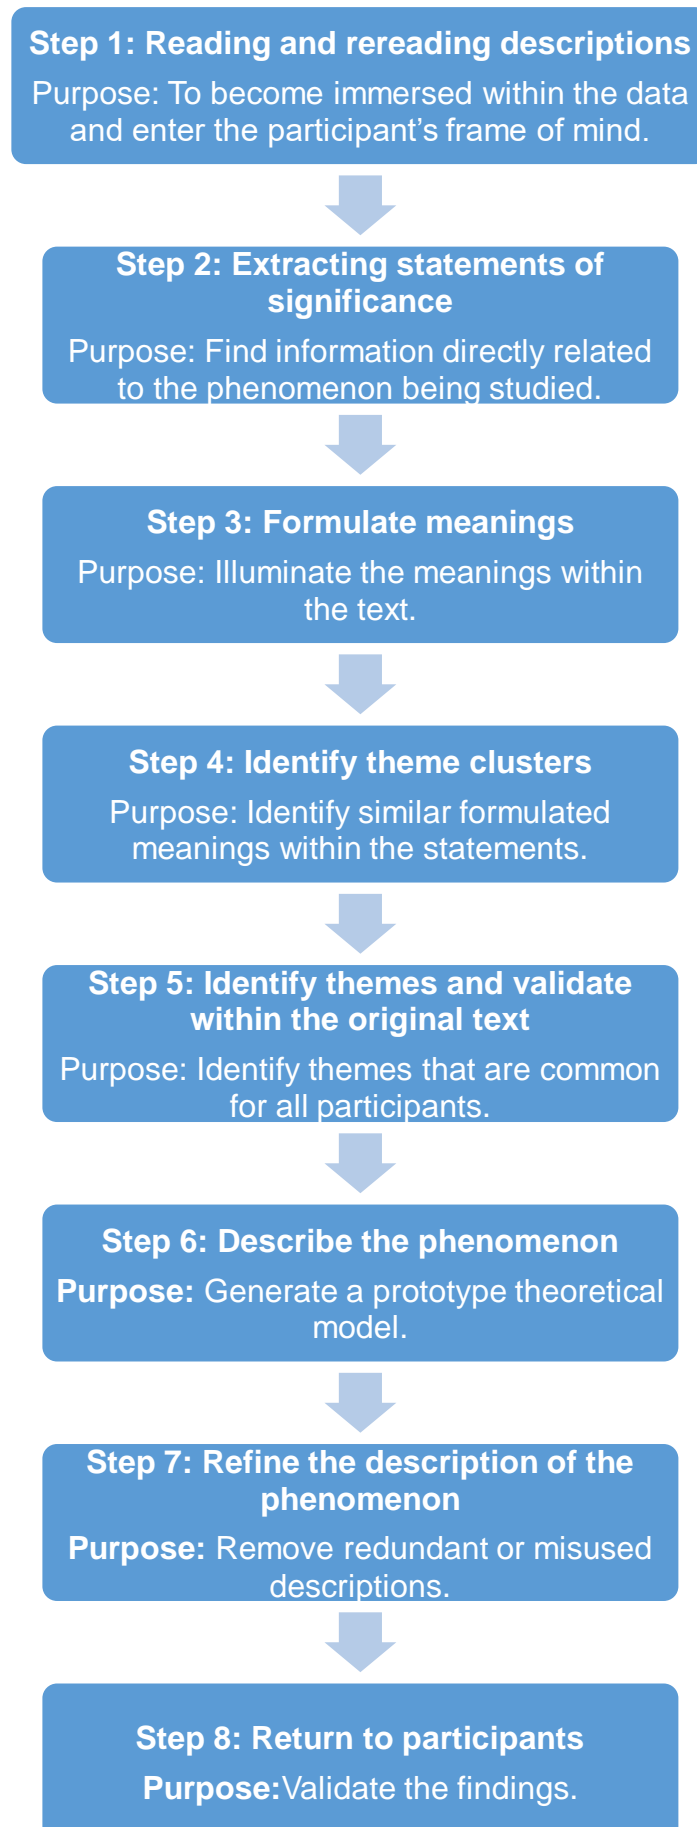 Step 1: Reading and rereading descriptions
Purpose: To become immersed within the data
and enter the participant's frame of mind.
Step 2: Extracting statements of
significance
Purpose: Find information directly related
to the phenomenon being studied.
Step 3: Formulate meanings
Purpose: Illuminate the meanings within
the text.
Step 4: Identify theme clusters
Purpose: Identify similar formulated
meanings within the statements.
Step 5: Identify themes and validate
within the original text
Purpose: Identify themes that are common
for all participants.
Step 6: Describe the phenomenon
Purpose: Generate a prototype theoretical
model.
Step 7: Refine the description of the
phenomenon
Purpose: Remove redundant or misused
descriptions.
Step 8: Return to participants
Purpose:Validate the findings.